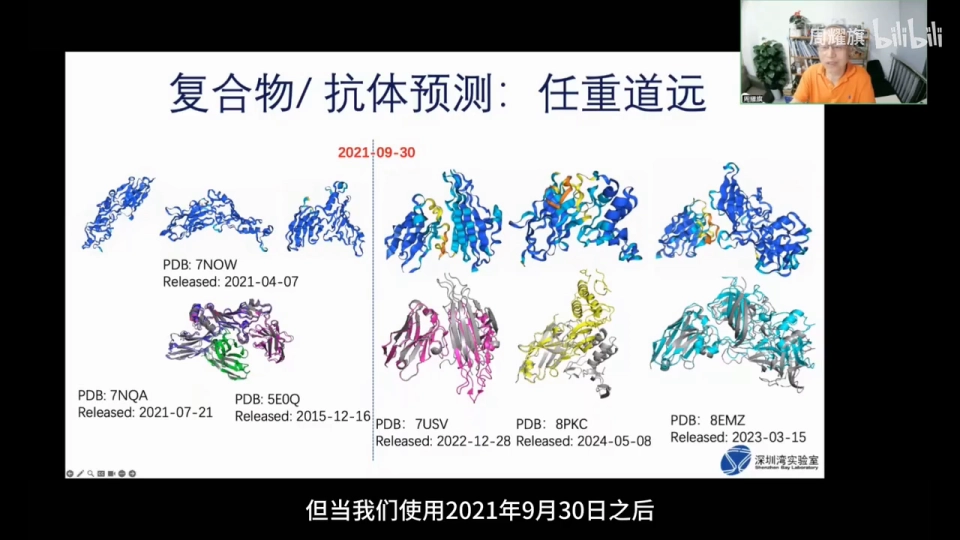 周耀旗 bilibili
周耀旗
复合物/ 抗体预测：任重道远
2021-09-30
PDB: 7NOW
Released: 2021-04-07
PDB: 7NQA
Released: 2021-07-21
PDB: 5E0Q
Released: 2015-12-16
PDB: 7USV
Released: 2022-12-28
PDB: 8PKC
Released: 2024-05-08
PDB: 8EMZ
Released: 2023-03-15
深圳湾实验室
Shenzhen Bay Laboratory
但当我们使用2021年9月30日之后